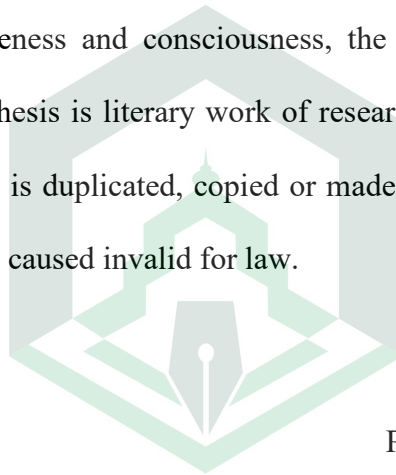 eness and consciousness, the
hesis is literary work of resear
is duplicated, copied or made
caused invalid for law.